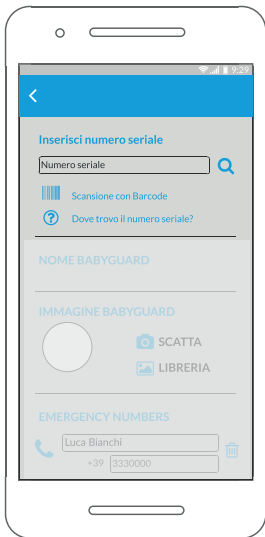 9:29
Inserisci numero seriale
Numero seriale
Scansione con Barcode
Dove trovo il numero seriale?
NOME BABYGUARD
IMMAGINE BABYGUARD
SCATTA
LIBRERIA
EMERGENCY NUMBERS
Luca Bianchi
+39 3330000